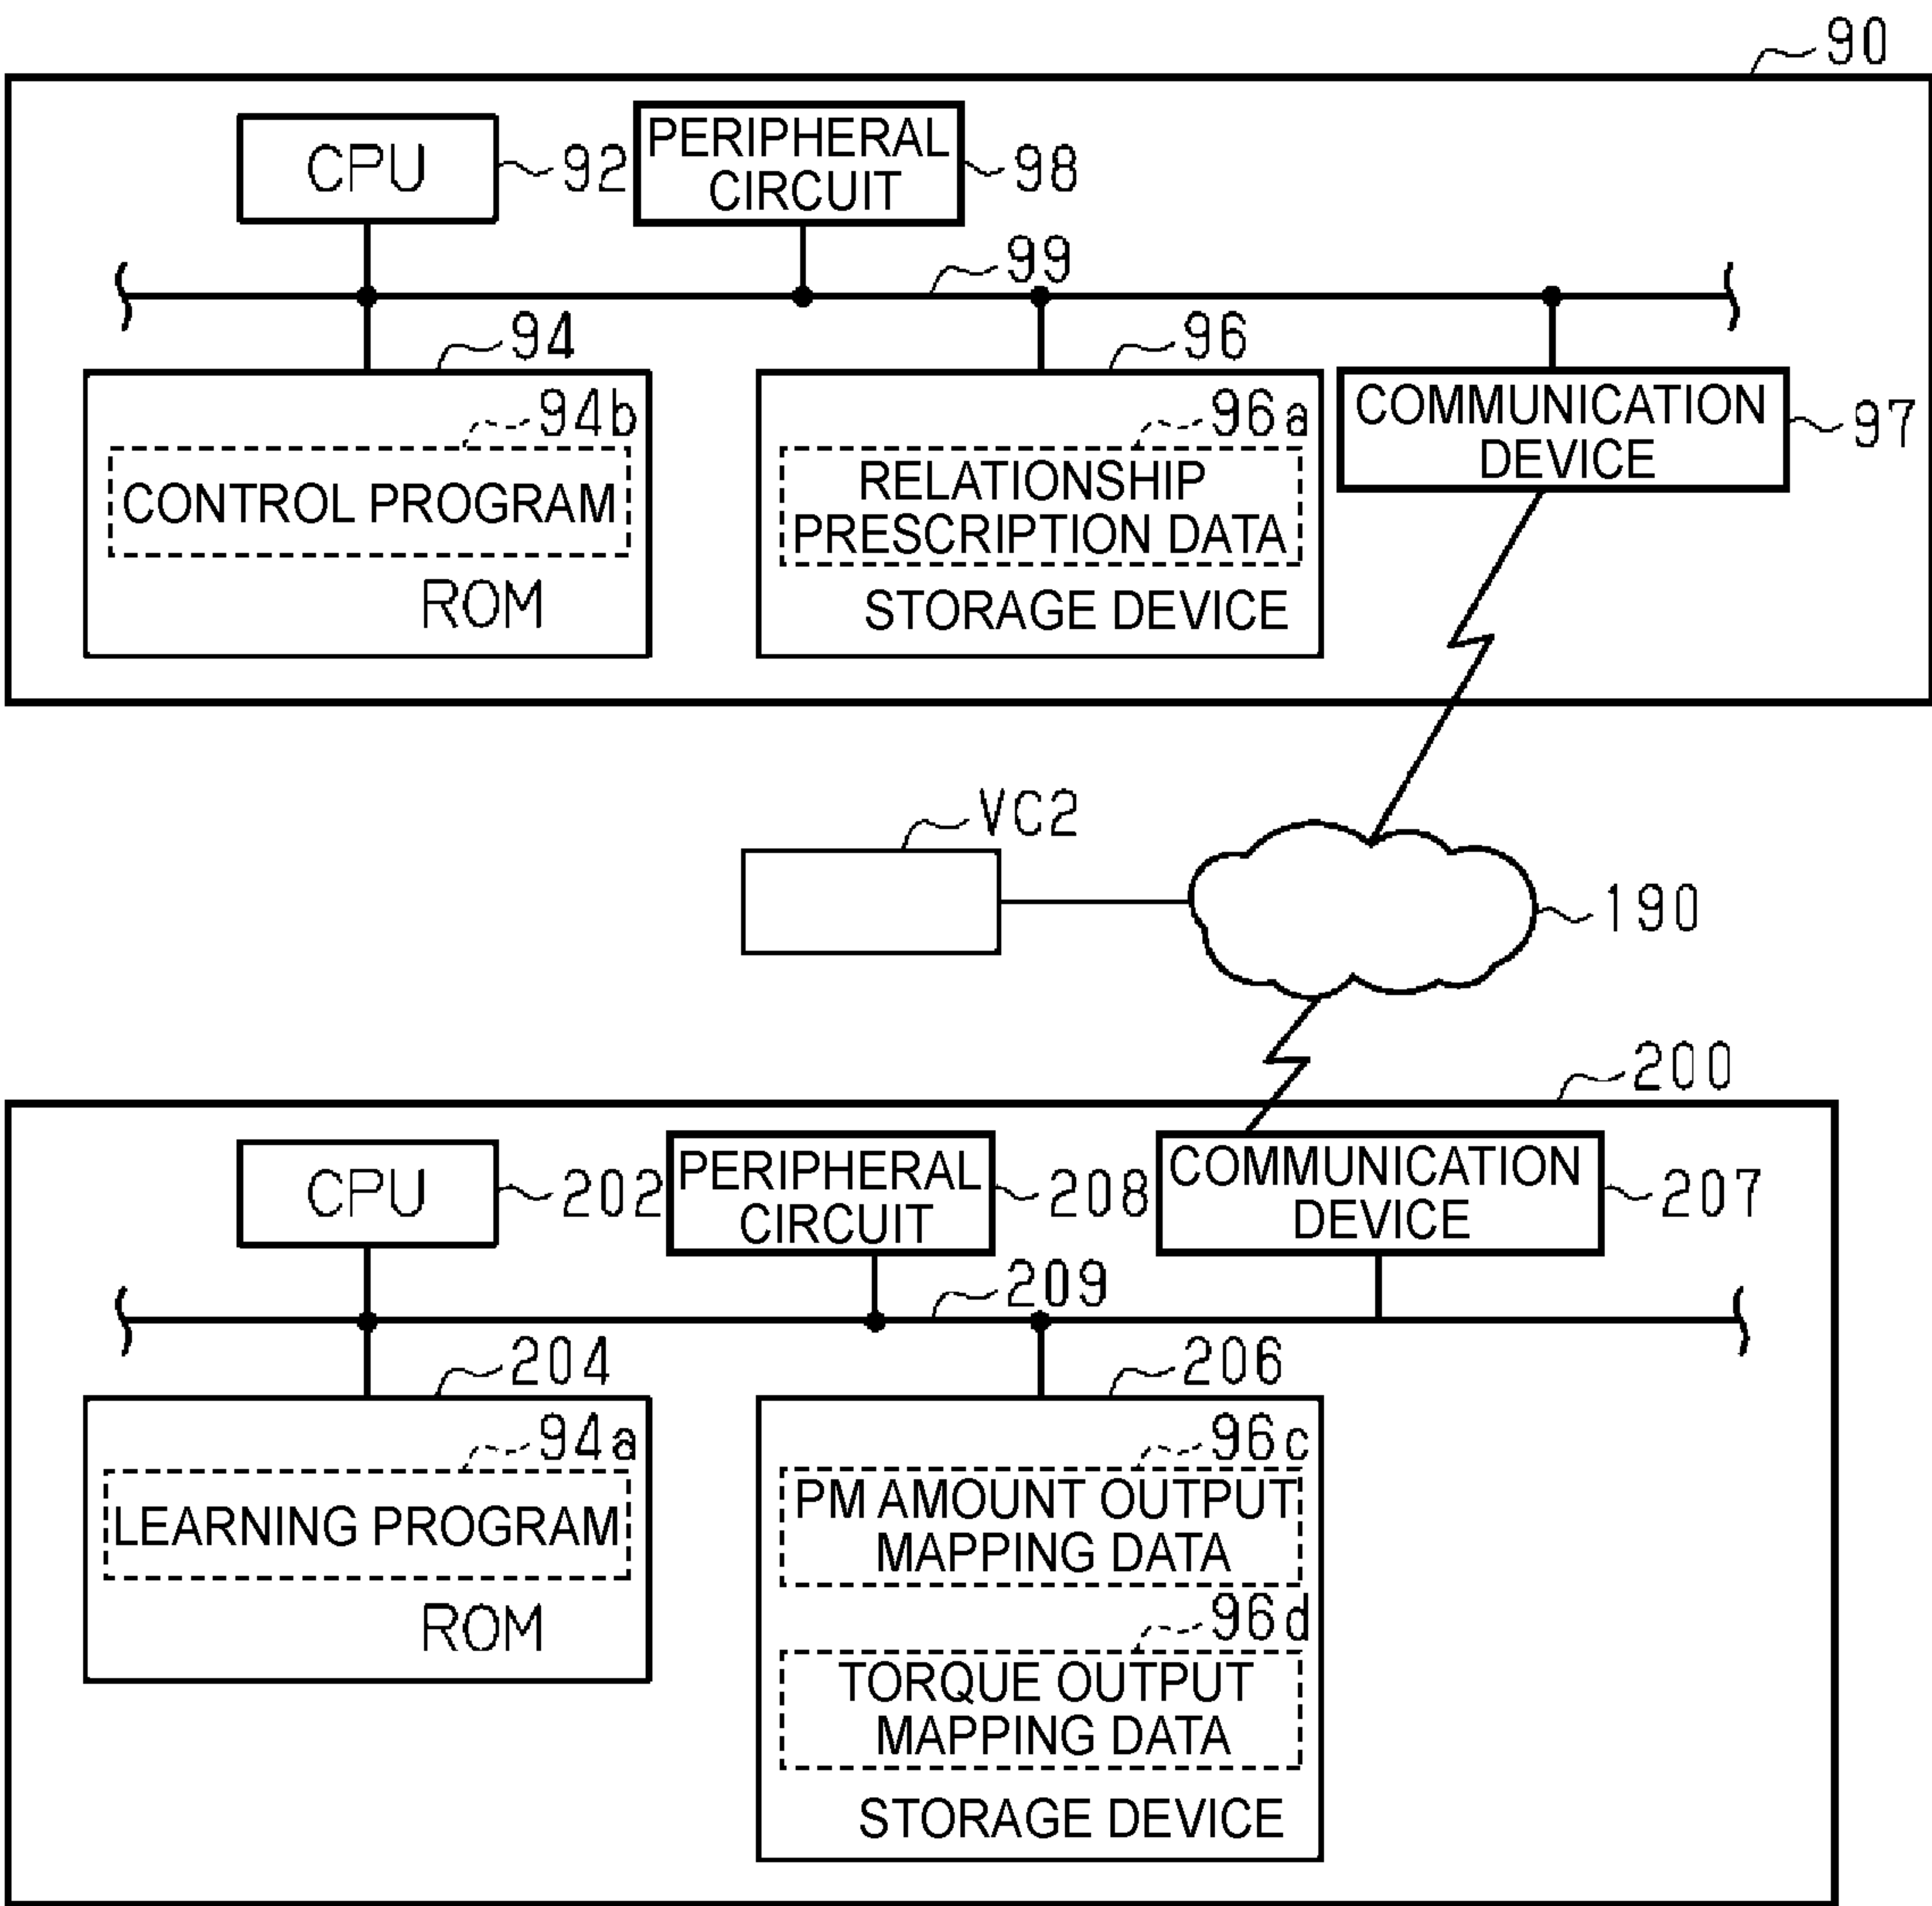 90
CPU
92
PERIPHERAL
CIRCUIT
98
99
94
96
94b
CONTROL PROGRAM
ROM
96a
RELATIONSHIP
PRESCRIPTION DATA
STORAGE DEVICE
COMMUNICATION
DEVICE
97
VC2
190
200
CPU
202
PERIPHERAL
CIRCUIT
208
COMMUNICATION
DEVICE
207
209
204
206
94a
LEARNING PROGRAM
ROM
96c
PM AMOUNT OUTPUT
MAPPING DATA
96d
TORQUE OUTPUT
MAPPING DATA
STORAGE DEVICE